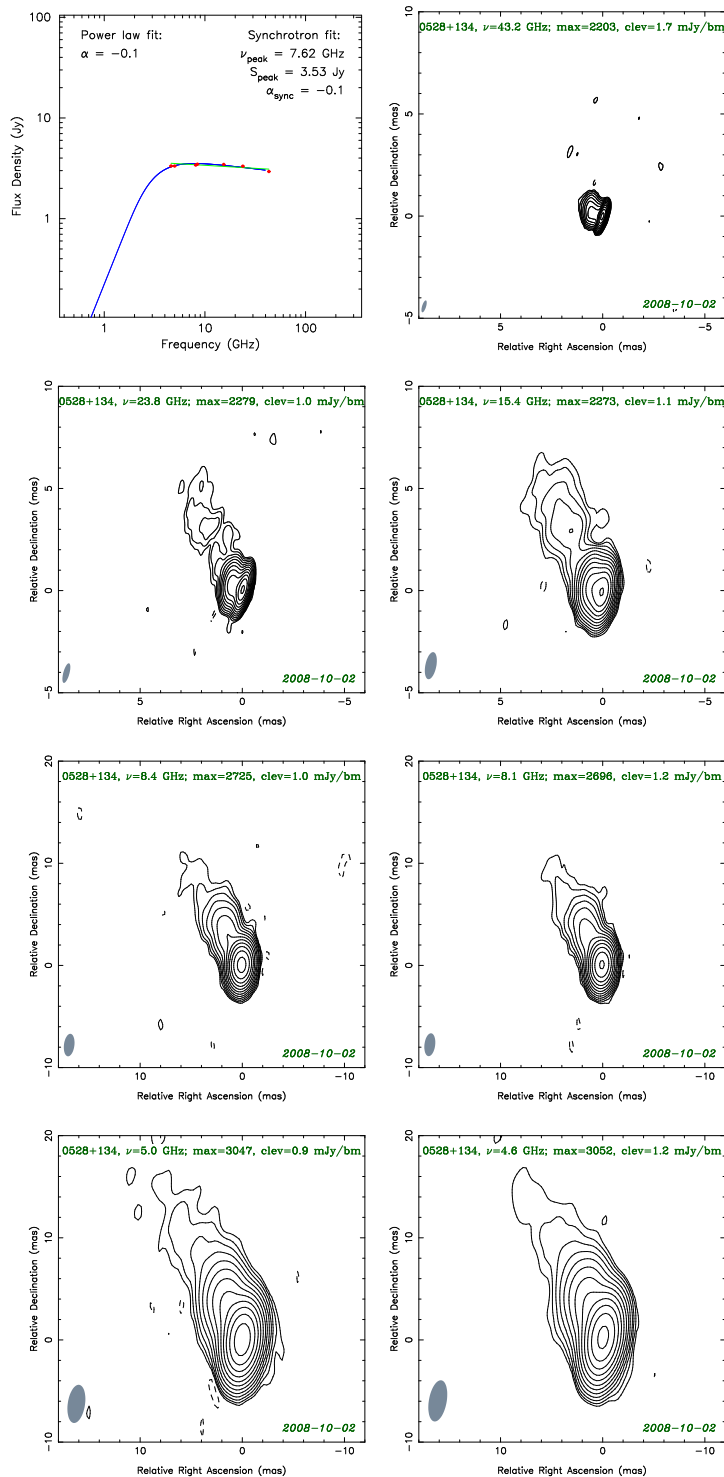 Power law fit:
α = −0.1
Synchrotron fit:
ν_peak = 7.62 GHz
S_peak = 3.53 Jy
α_sync = −0.1
100
10
1
Flux Density (Jy)
1 10 100
Frequency (GHz)
0528+134, ν=43.2 GHz; max=2203, clev=1.7 mJy/bm
10
5
0
−5
Relative Declination (mas)
2008-10-02
5 0 −5
Relative Right Ascension (mas)
0528+134, ν=23.8 GHz; max=2279, clev=1.0 mJy/bm
10
5
0
−5
Relative Declination (mas)
2008-10-02
5 0 −5
Relative Right Ascension (mas)
0528+134, ν=15.4 GHz; max=2273, clev=1.1 mJy/bm
10
5
0
−5
Relative Declination (mas)
2008-10-02
5 0 −5
Relative Right Ascension (mas)
0528+134, ν=8.4 GHz; max=2725, clev=1.0 mJy/bm
20
10
0
−10
Relative Declination (mas)
2008-10-02
10 0 −10
Relative Right Ascension (mas)
0528+134, ν=8.1 GHz; max=2696, clev=1.2 mJy/bm
20
10
0
−10
Relative Declination (mas)
2008-10-02
10 0 −10
Relative Right Ascension (mas)
0528+134, ν=5.0 GHz; max=3047, clev=0.9 mJy/bm
20
10
0
−10
Relative Declination (mas)
2008-10-02
10 0 −10
Relative Right Ascension (mas)
0528+134, ν=4.6 GHz; max=3052, clev=1.2 mJy/bm
20
10
0
−10
Relative Declination (mas)
2008-10-02
10 0 −10
Relative Right Ascension (mas)